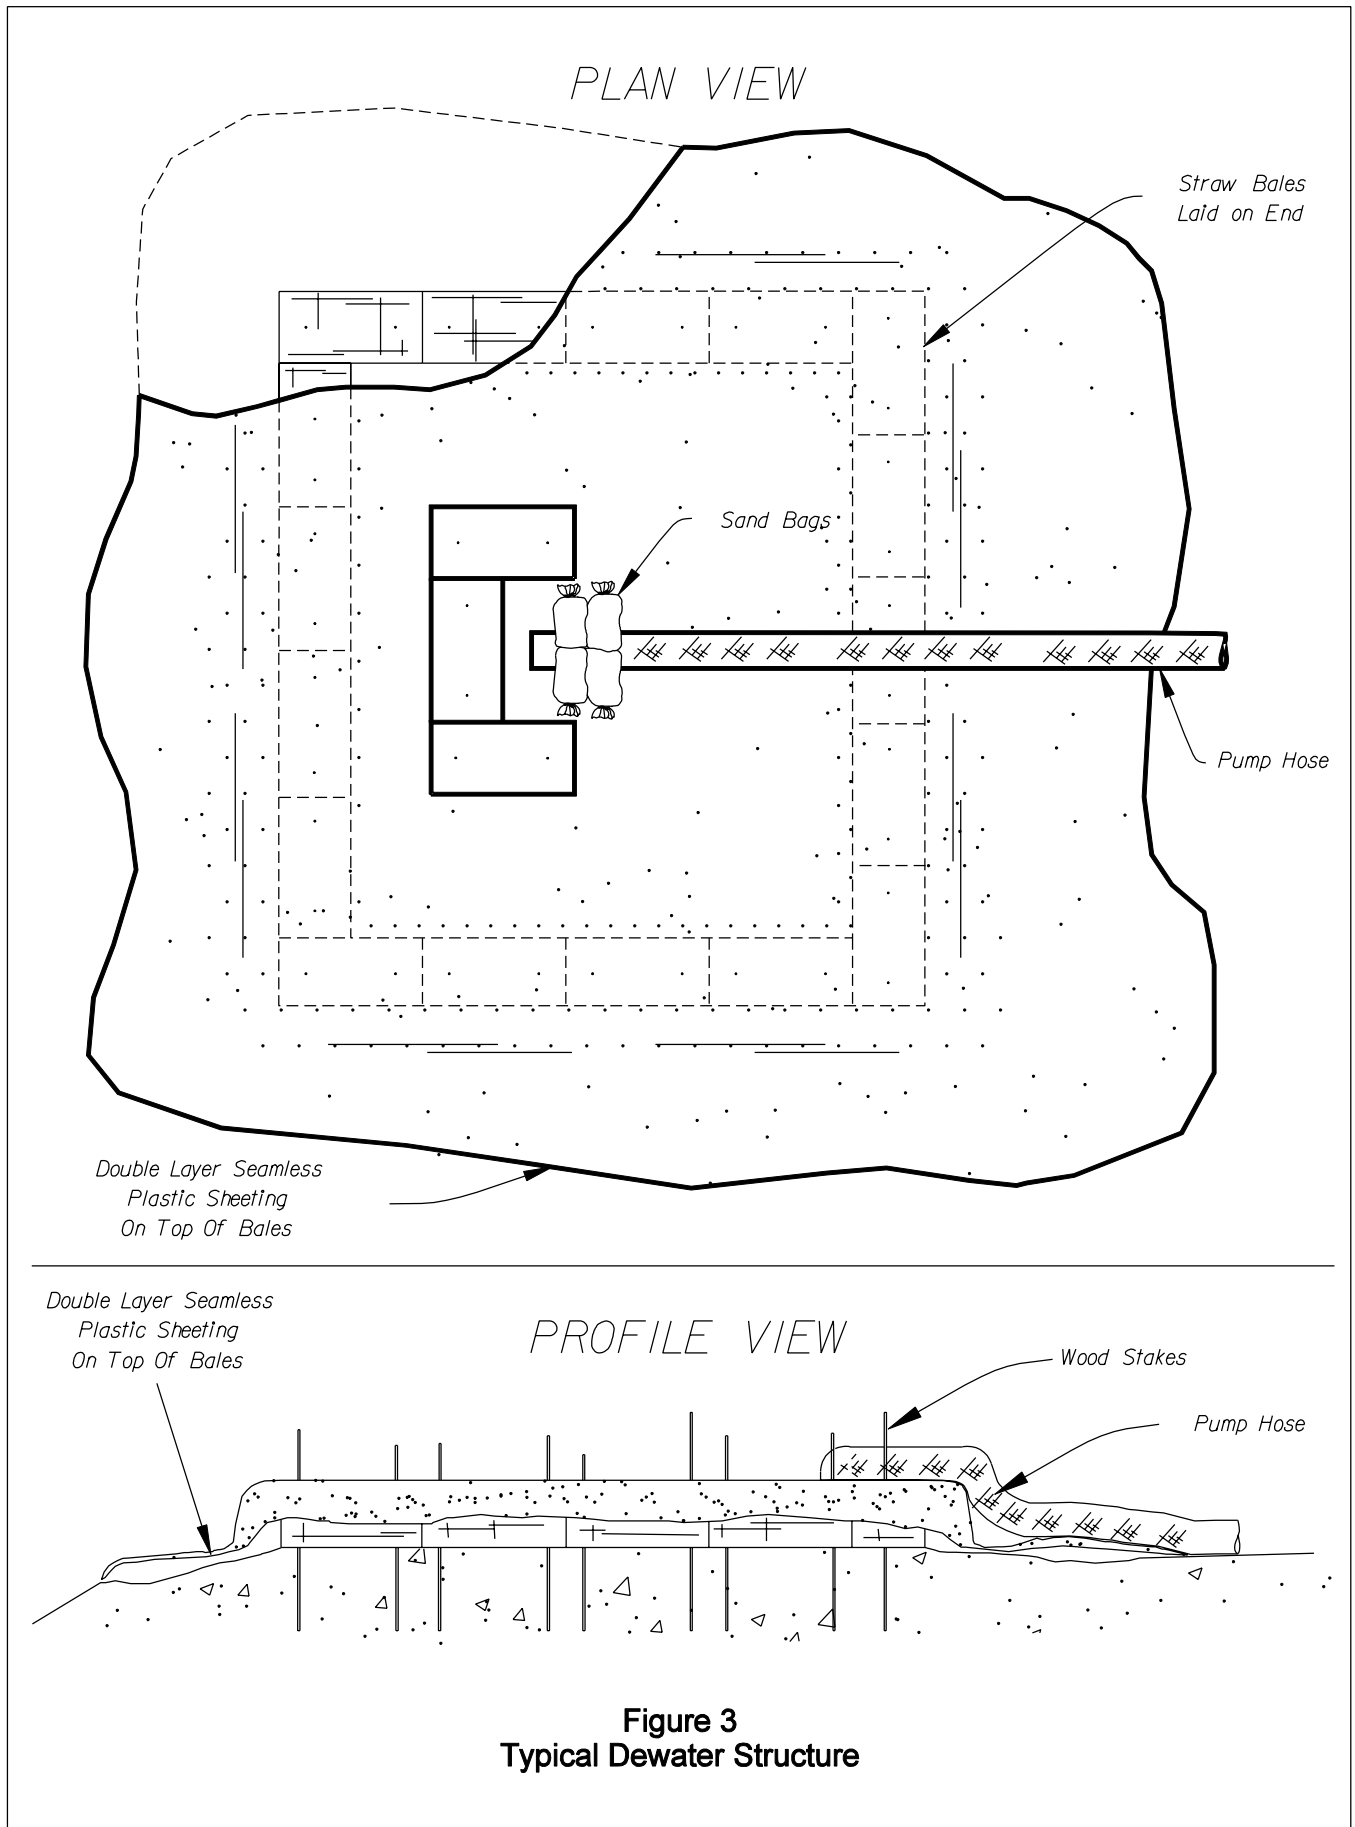 PLAN VIEW
Straw Bales
Laid on End
Sand Bags
Pump Hose
Double Layer Seamless
Plastic Sheeting
On Top Of Bales
Double Layer Seamless
Plastic Sheeting
On Top Of Bales
PROFILE VIEW
Wood Stakes
Pump Hose
Figure 3
Typical Dewater Structure